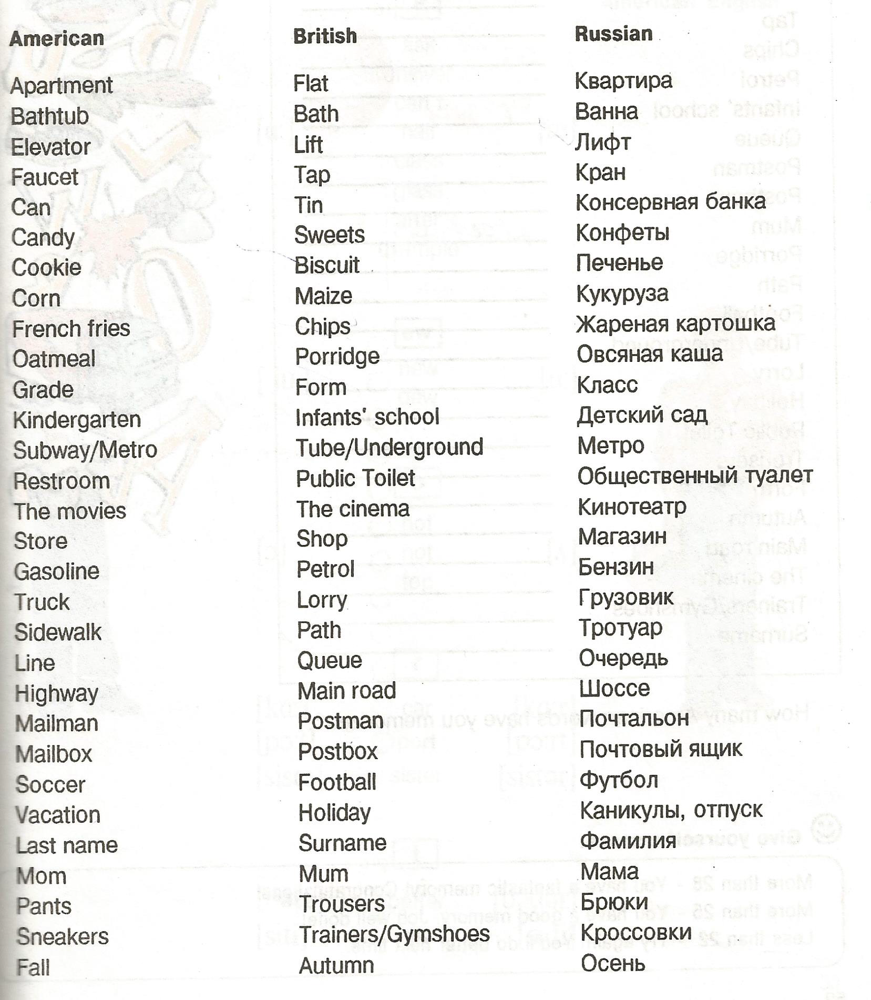 American British Russian
Apartment Flat Квартира
Bathtub Bath Ванна
Elevator Lift Лифт
Faucet Tap Кран
Can Tin Консервная банка
Candy Sweets Конфеты
Cookie Biscuit Печенье
Corn Maize Кукуруза
French fries Chips Жареная картошка
Oatmeal Porridge Овсяная каша
Grade Form Класс
Kindergarten Infants' school Детский сад
Subway/Metro Tube/Underground Метро
Restroom Public Toilet Общественный туалет
The movies The cinema Кинотеатр
Store Shop Магазин
Gasoline Petrol Бензин
Truck Lorry Грузовик
Sidewalk Path Тротуар
Line Queue Очередь
Highway Main road Шоссе
Mailman Postman Почтальон
Mailbox Postbox Почтовый ящик
Soccer Football Футбол
Vacation Holiday Каникулы, отпуск
Last name Surname Фамилия
Mom Mum Мама
Pants Trousers Брюки
Sneakers Trainers/Gymshoes Кроссовки
Fall Autumn Осень